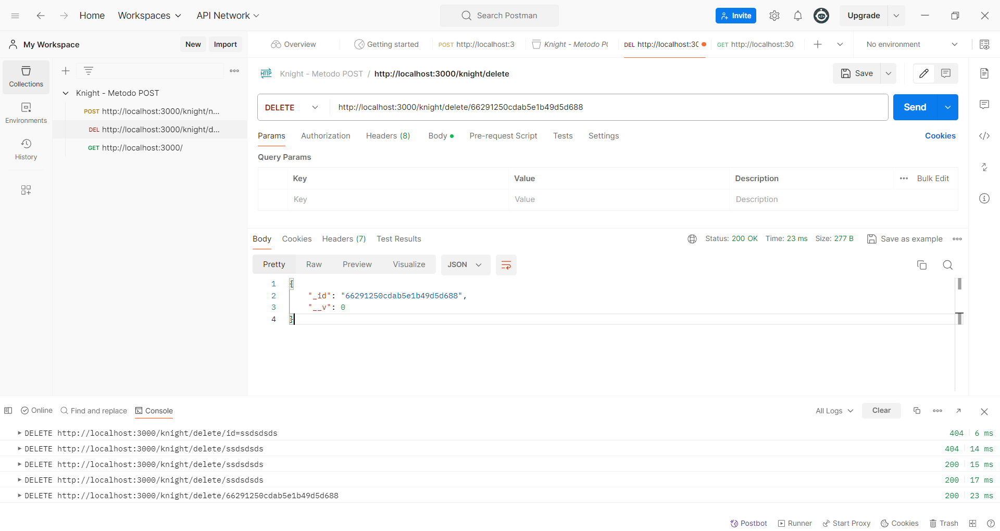 Home Workspaces API Network Search Postman Invite Upgrade
My Workspace New Import
Overview Getting started POST http://localhost:3 Knight - Metodo PO DEL http://localhost:30 GET http://localhost:30 No environment
Collections
Environments
History
Knight - Metodo POST
POST http://localhost:3000/knight/n...
DEL http://localhost:3000/knight/d...
GET http://localhost:3000/
HTTP Knight - Metodo POST / http://localhost:3000/knight/delete Save
DELETE http://localhost:3000/knight/delete/66291250cdab5e1b49d5d688 Send
Params Authorization Headers (8) Body Pre-request Script Tests Settings Cookies
Query Params
Key Value Description Bulk Edit
Key Value Description
Body Cookies Headers (7) Test Results Status: 200 OK Time: 23 ms Size: 277 B Save as example
Pretty Raw Preview Visualize JSON
1 {
2 "_id": "66291250cdab5e1b49d5d688",
3 "__v": 0
4 }
Online Find and replace Console All Logs Clear
DELETE http://localhost:3000/knight/delete/id=ssdsdsds 404 6 ms
DELETE http://localhost:3000/knight/delete/ssdsdsds 404 14 ms
DELETE http://localhost:3000/knight/delete/ssdsdsds 200 15 ms
DELETE http://localhost:3000/knight/delete/ssdsdsds 200 17 ms
DELETE http://localhost:3000/knight/delete/66291250cdab5e1b49d5d688 200 23 ms
Postbot Runner Start Proxy Cookies Trash